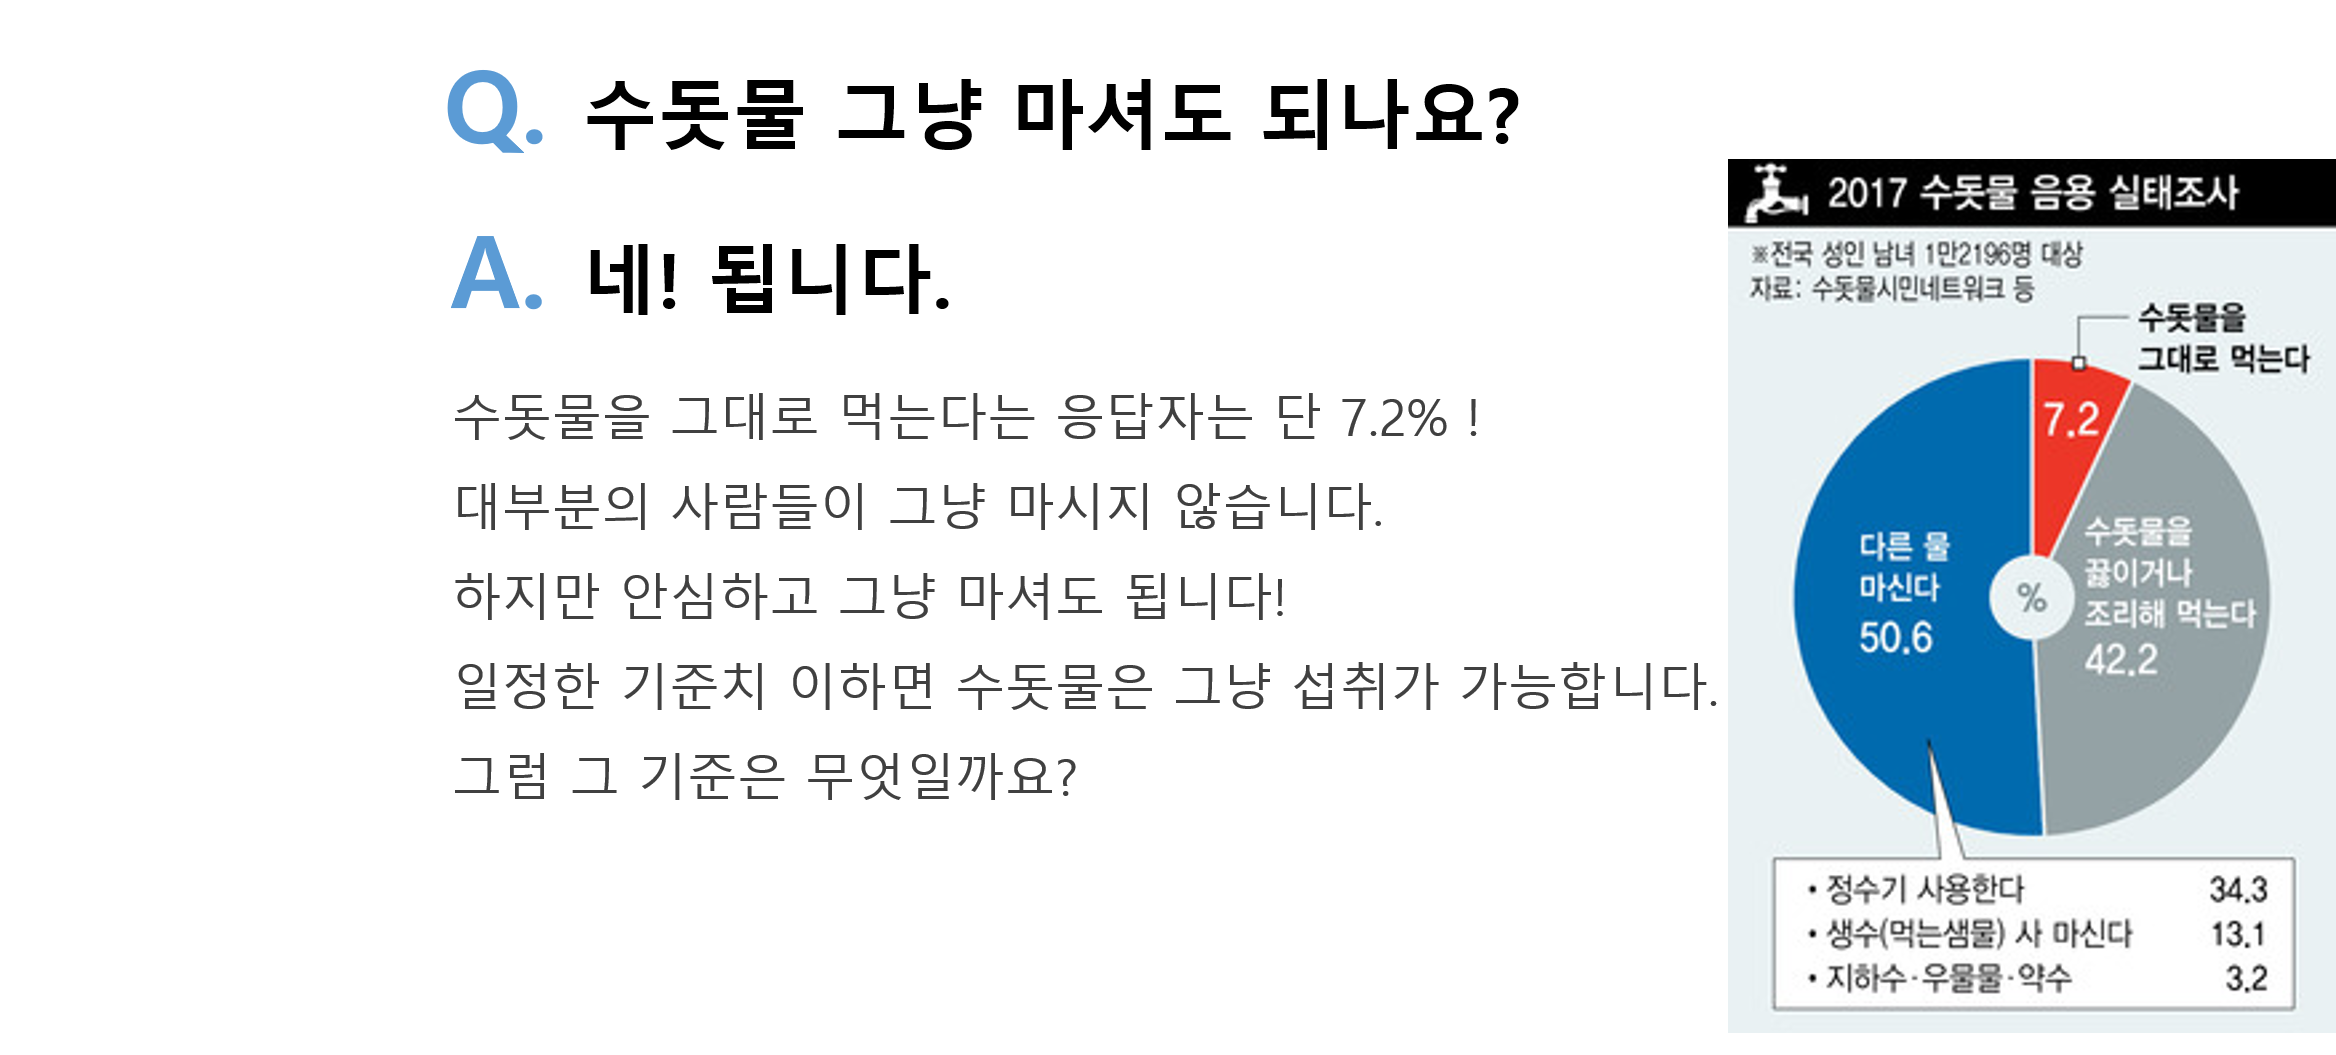 Q. 수돗물 그냥 마셔도 되나요?
A. 네! 됩니다.
수돗물을 그대로 먹는다는 응답자는 단 7.2% !
대부분의 사람들이 그냥 마시지 않습니다.
하지만 안심하고 그냥 마셔도 됩니다!
일정한 기준치 이하면 수돗물은 그냥 섭취가 가능합니다.
그럼 그 기준은 무엇일까요?
2017 수돗물 음용 실태조사
※전국 성인 남녀 1만2196명 대상
자료: 수돗물시민네트워크 등
수돗물을
그대로 먹는다
7.2
수돗물을
끓이거나
조리해 먹는다
42.2
%
다른 물
마신다
50.6
• 정수기 사용한다 34.3
• 생수(먹는샘물) 사 마신다 13.1
• 지하수·우물물·약수 3.2